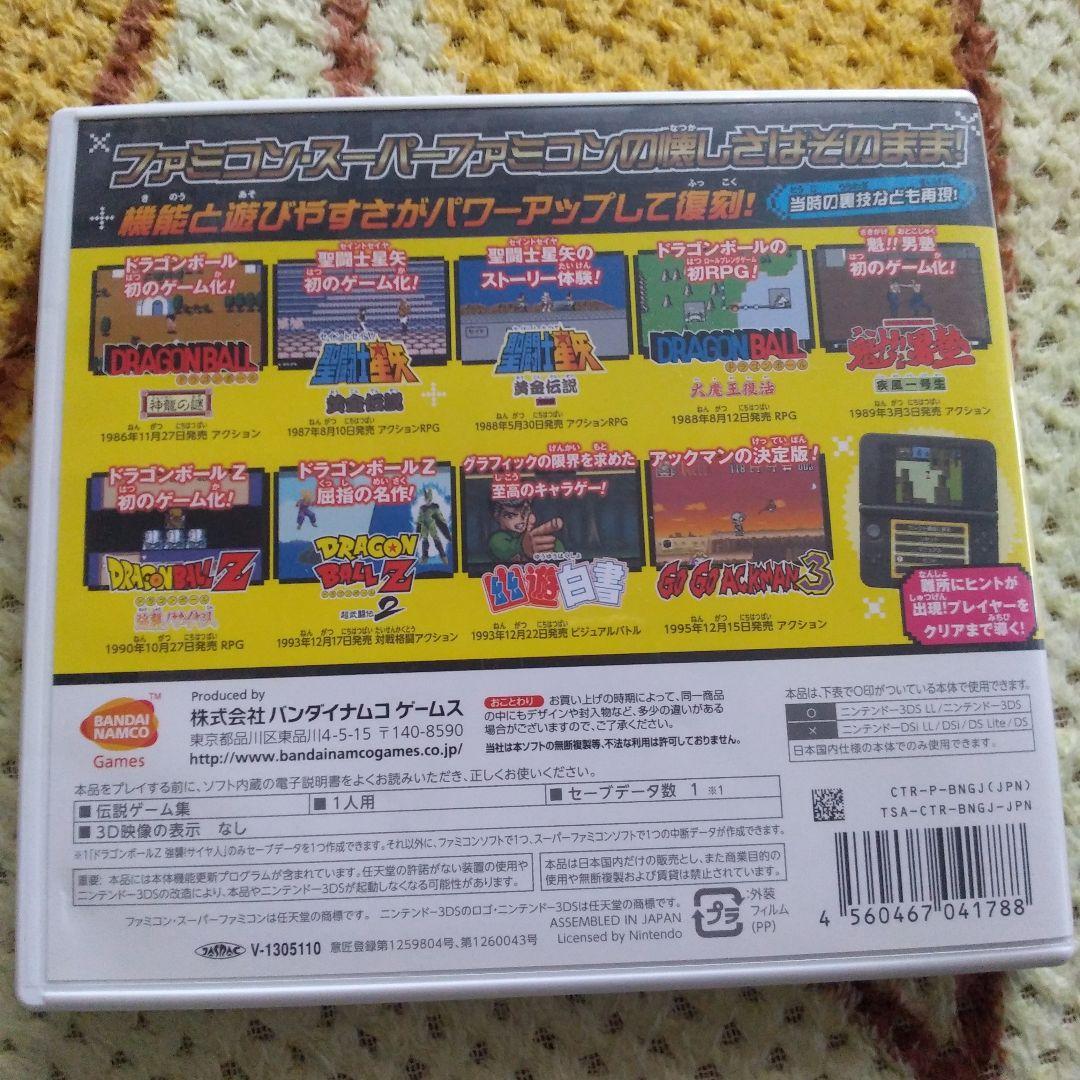 ファミコン・スーパーファミコンの懐しさはそのまま!
機能と遊びやすさがパワーアップして復刻!
当時の裏技なども再現!
ドラゴンボール
初のゲーム化!
DRAGON BALL
ドラゴンボール
神龍の謎
1986年11月27日発売 アクション
聖闘士星矢
初のゲーム化!
聖闘士星矢
黄金伝説
1987年8月10日発売 アクションRPG
聖闘士星矢の
ストーリー体験!
聖闘士星矢
黄金伝説
1988年5月30日発売 アクションRPG
ドラゴンボールの
初RPG!
DRAGON BALL
ドラゴンボール
大魔王復活
1988年8月12日発売 RPG
魁!!男塾
初のゲーム化!
魁!!男塾
疾風一号生
1989年3月3日発売 アクション
ドラゴンボールZ
初のゲーム化!
DRAGON BALL Z
ドラゴンボール
強襲!サイヤ人
1990年10月27日発売 RPG
ドラゴンボールZ
屈指の名作!
DRAGON
BALL Z
超武闘伝2
1993年12月17日発売 対戦格闘アクション
グラフィックの限界を求めた
至高のキャラゲー!
幽遊白書
1993年12月22日発売 ビジュアルバトル
アックマンの決定版!
GO GO ACKMAN 3
1995年12月15日発売 アクション
難所にヒントが
出現!プレイヤーを
クリアまで導く!
BANDAI
NAMCO
Games
TM
Produced by
株式会社 バンダイナムコ ゲームス
東京都品川区東品川4-5-15 〒140-8590
http://www.bandainamcogames.co.jp/
おことわり お買い上げの時期によって、同一商品
の中にもデザインや封入物など、多少の違いがある
場合がございますので、ご了承ください。
当社は本ソフトの無断複製等、不法な利用は許可しておりません。
本品は、下表で○印がついている本体で使用できます。
○ ニンテンドー3DS LL/ニンテンドー3DS
× ニンテンドーDSi LL/DSi/DS Lite/DS
日本国内仕様の本体でのみ使用できます。
本品をプレイする前に、ソフト内蔵の電子説明書をよくお読みいただき、正しくお使いください。
■ 伝説ゲーム集
■ 1人用
■ セーブデータ数 1 ※1
■ 3D映像の表示 なし
※1「ドラゴンボールZ 強襲!サイヤ人」のみセーブデータを1つ作成できます。それ以外に、ファミコンソフトで1つ、スーパーファミコンソフトで1つの中断データが作成できます。
重要: 本品には本体機能更新プログラムが含まれています。任天堂の許諾がない装置の使用や
ニンテンドー3DSの改造により、本品やニンテンドー3DSが起動しなくなる可能性があります。
本品は日本国内だけの販売とし、また商業目的の
使用や無断複製および賃貸は禁止されています。
ファミコン・スーパーファミコンは任天堂の商標です。 ニンテンドー3DSのロゴ・ニンテンドー3DSは任天堂の商標です。
ASSEMBLED IN JAPAN
Licensed by Nintendo
JASRAC
V-1305110
意匠登録第1259804号、第1260043号
プラ
:外装
フィルム
(PP)
CTR-P-BNGJ(JPN)
TSA-CTR-BNGJ-JPN
4 560467 041788